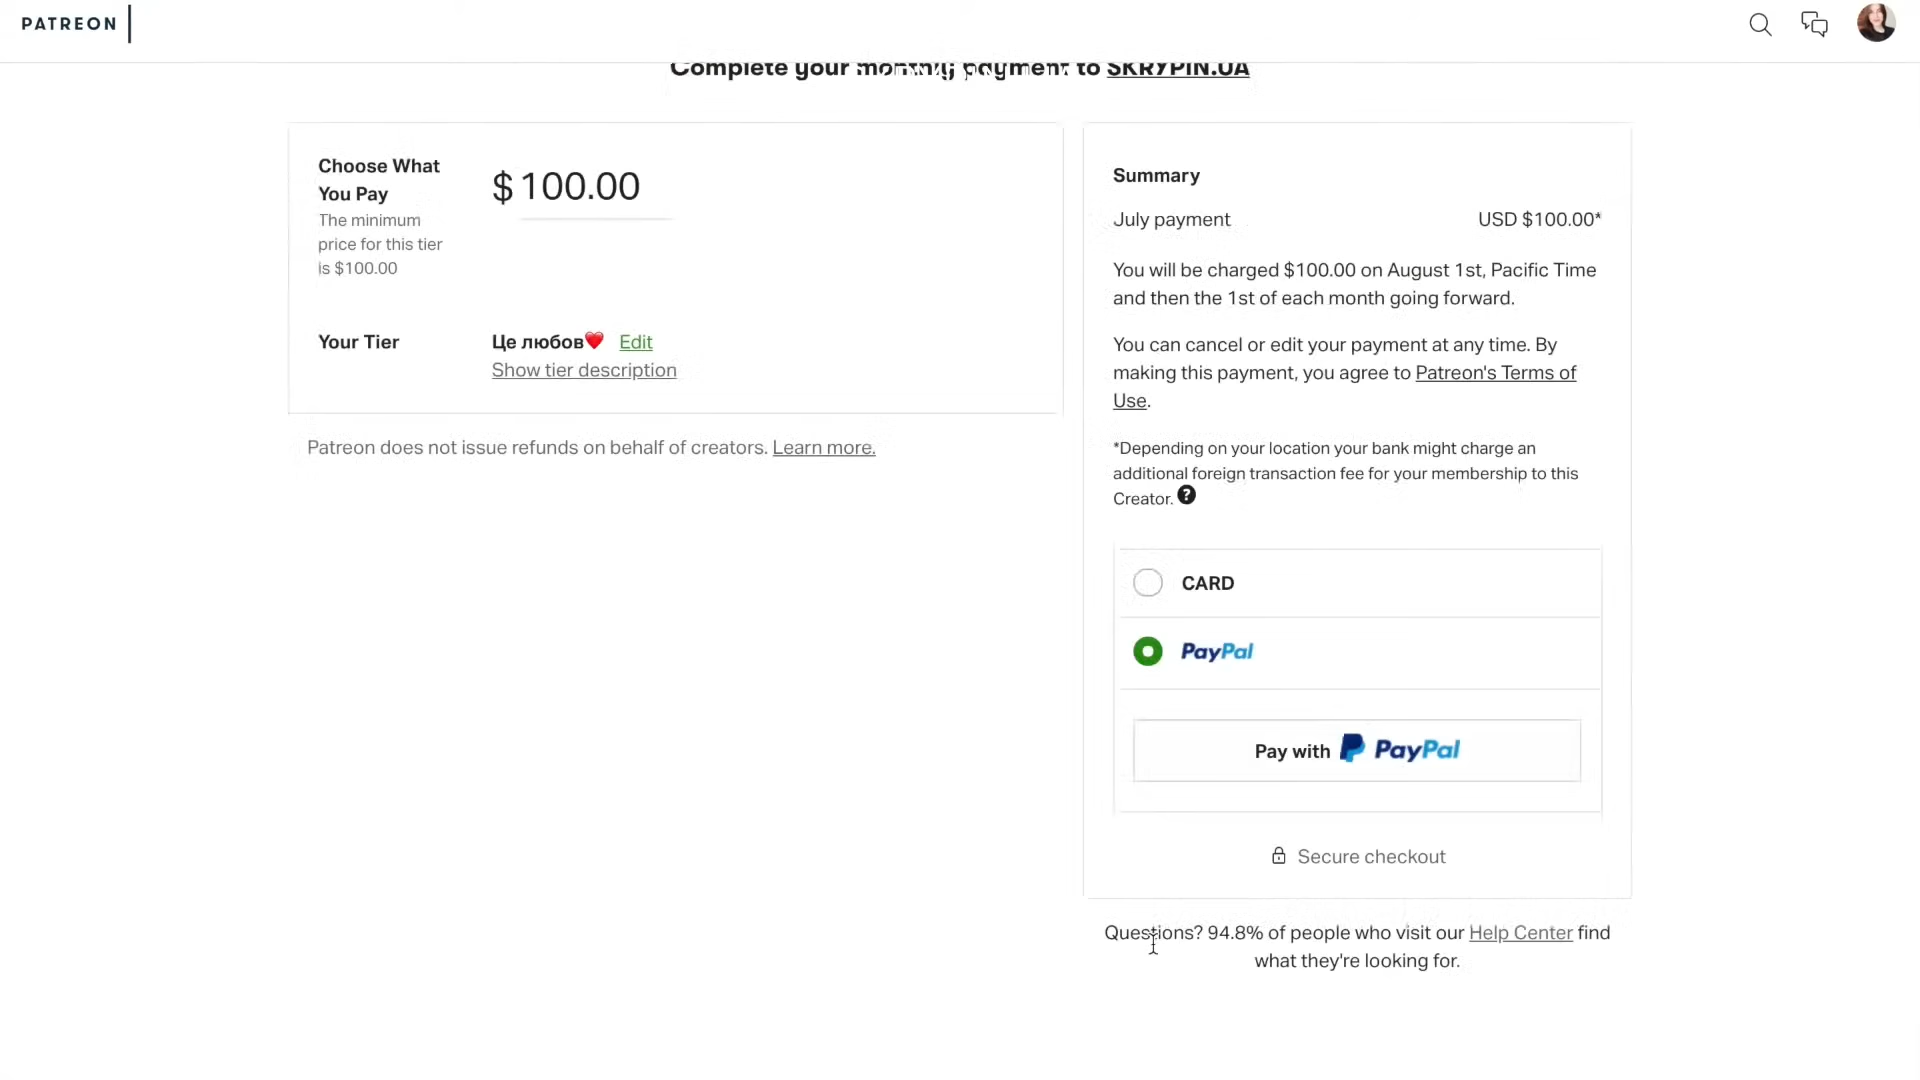 PATREON
Complete your monthly payment to SKRYPIN.UA
Choose What
You Pay
The minimum
price for this tier
is $100.00
$ 100.00
Your Tier
Це любов❤️ Edit
Show tier description
Patreon does not issue refunds on behalf of creators. Learn more.
Summary
July payment USD $100.00*
You will be charged $100.00 on August 1st, Pacific Time
and then the 1st of each month going forward.
You can cancel or edit your payment at any time. By
making this payment, you agree to Patreon's Terms of
Use.
*Depending on your location your bank might charge an
additional foreign transaction fee for your membership to this
Creator. ?
CARD
PayPal
Pay with PayPal
Secure checkout
Questions? 94.8% of people who visit our Help Center find
what they're looking for.